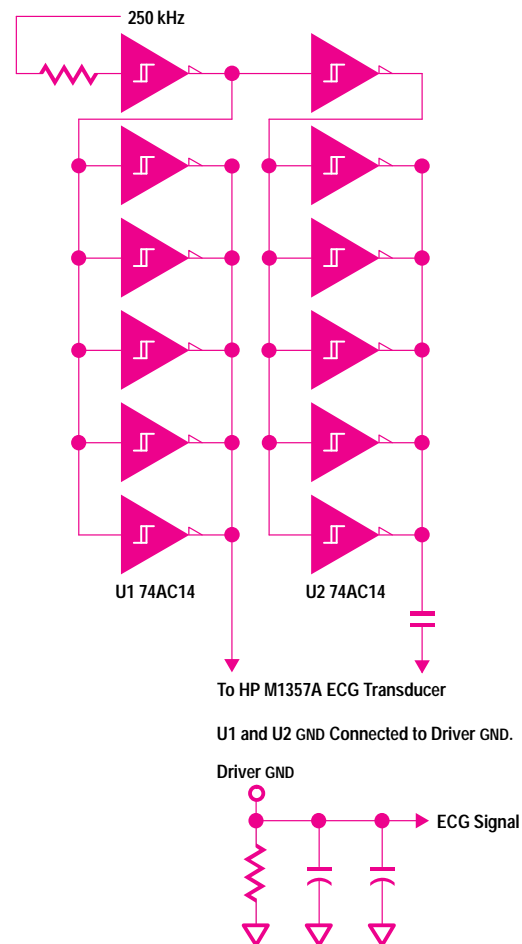 250 kHz
U1 74AC14
U2 74AC14
To HP M1357A ECG Transducer
U1 and U2 GND Connected to Driver GND.
Driver GND
ECG Signal